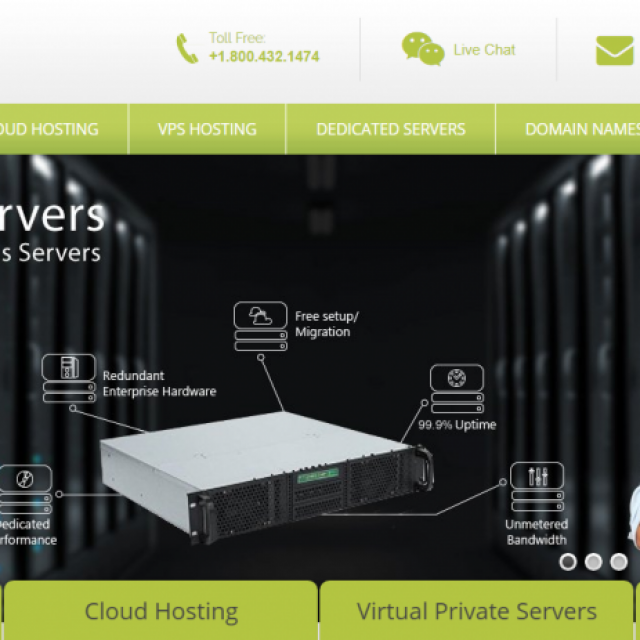 Toll Free:
+1.800.432.1474
Live Chat
OUD HOSTING
VPS HOSTING
DEDICATED SERVERS
DOMAIN NAMES
rvers
s Servers
Free setup/
Migration
Redundant
Enterprise Hardware
99.9% Uptime
Dedicated
rformance
Unmetered
Bandwidth
Cloud Hosting
Virtual Private Servers